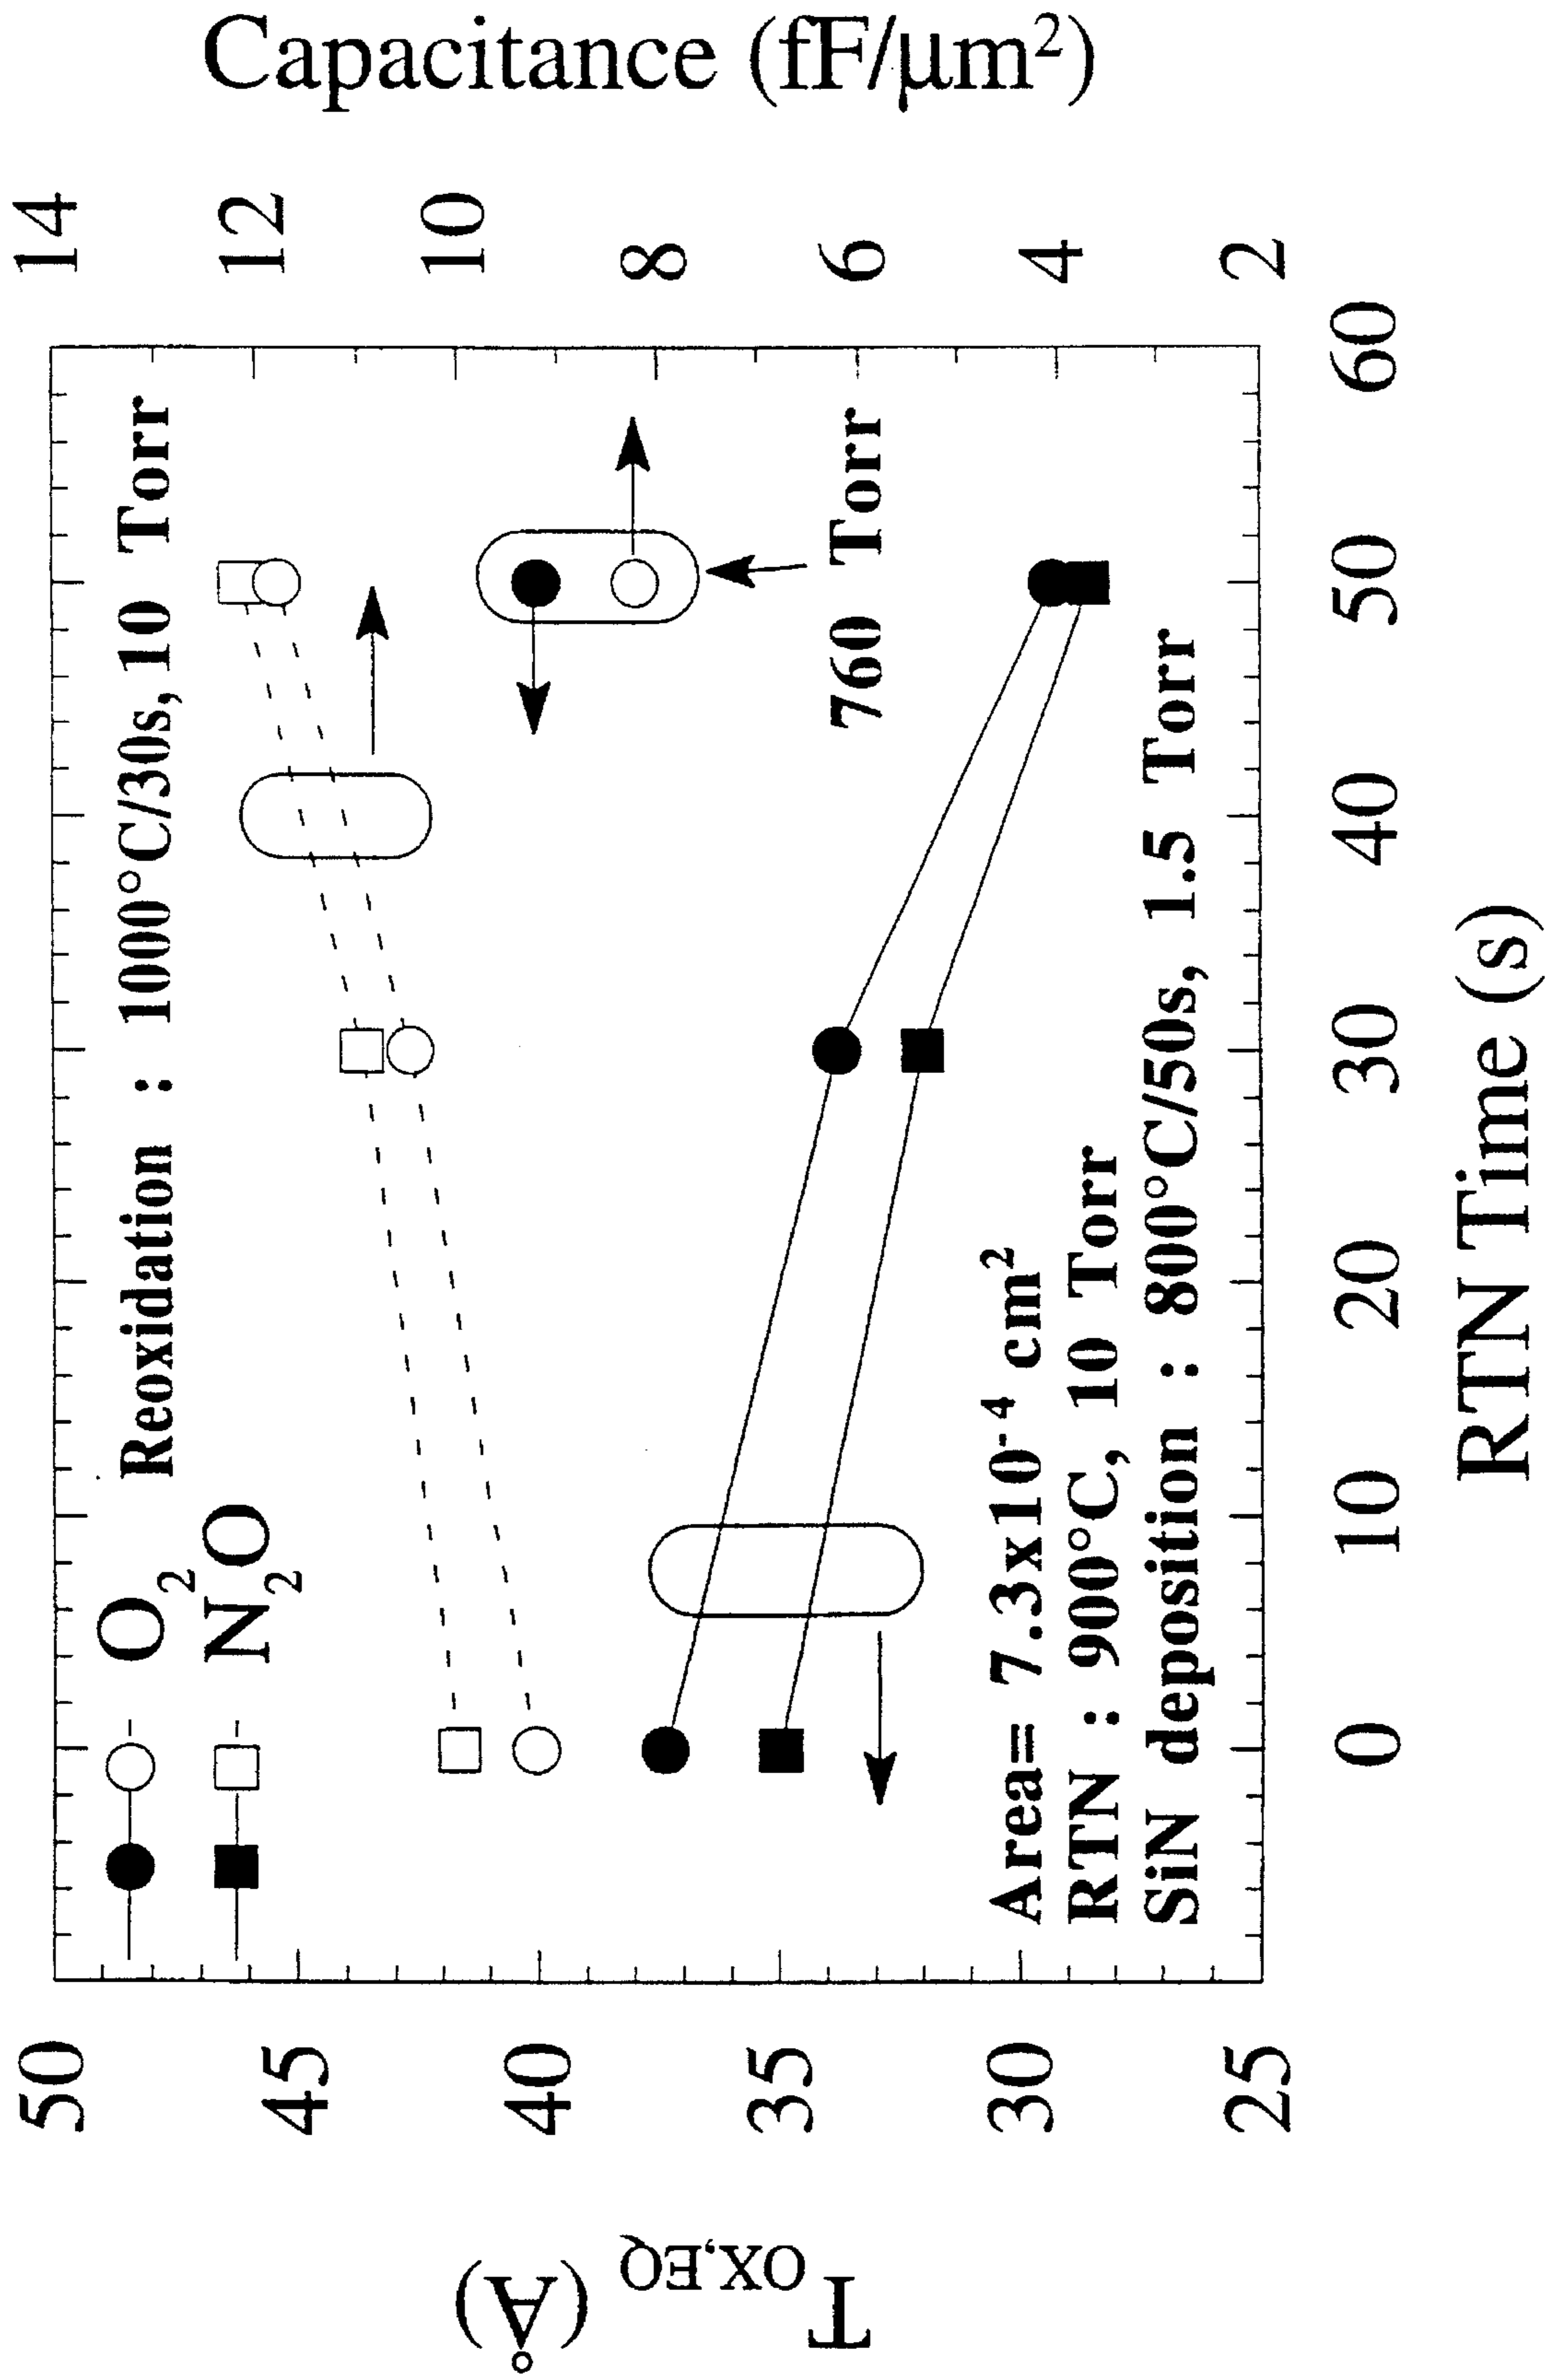 Capacitance (fF/μm²)
14
12
10
8
6
4
2
O₂
N₂O
Reoxidation : 1000°C/30s, 10 Torr
760 Torr
Area= 7.3x10⁻⁴ cm²
RTN : 900°C, 10 Torr
SiN deposition : 800°C/50s, 1.5 Torr
50
45
40
35
30
25
T_OX,EQ (Å)
0
10
20
30
40
50
60
RTN Time (s)